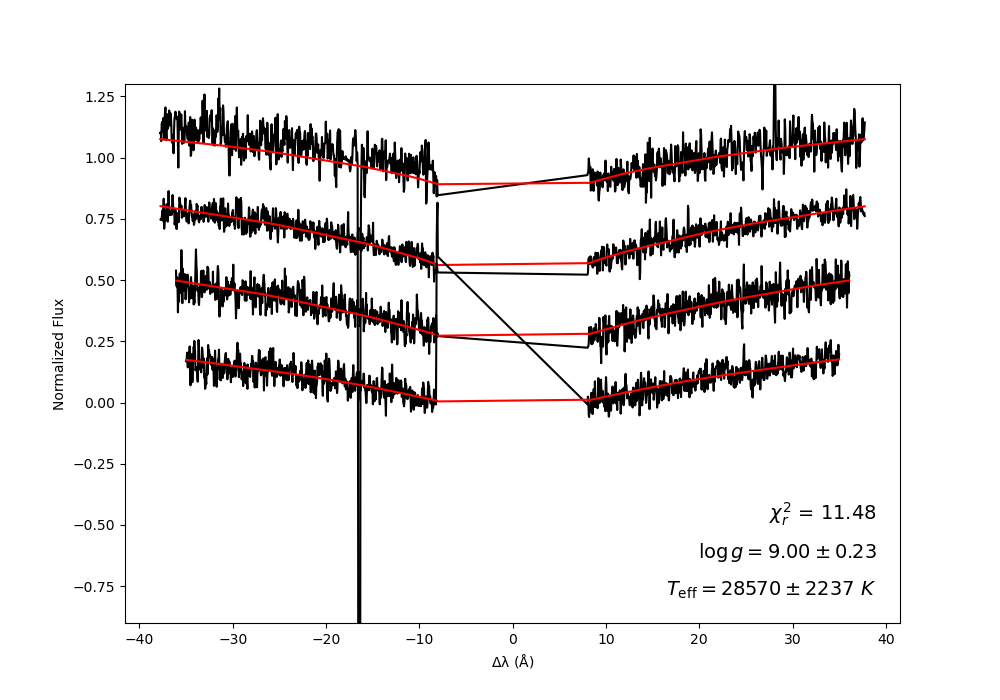 1.25
1.00
0.75
0.50
0.25
0.00
−0.25
−0.50
−0.75
Normalized Flux
χ²ᵣ = 11.48
log g = 9.00 ± 0.23
T_eff = 28570 ± 2237 K
−40 −30 −20 −10 0 10 20 30 40
Δλ (Å)